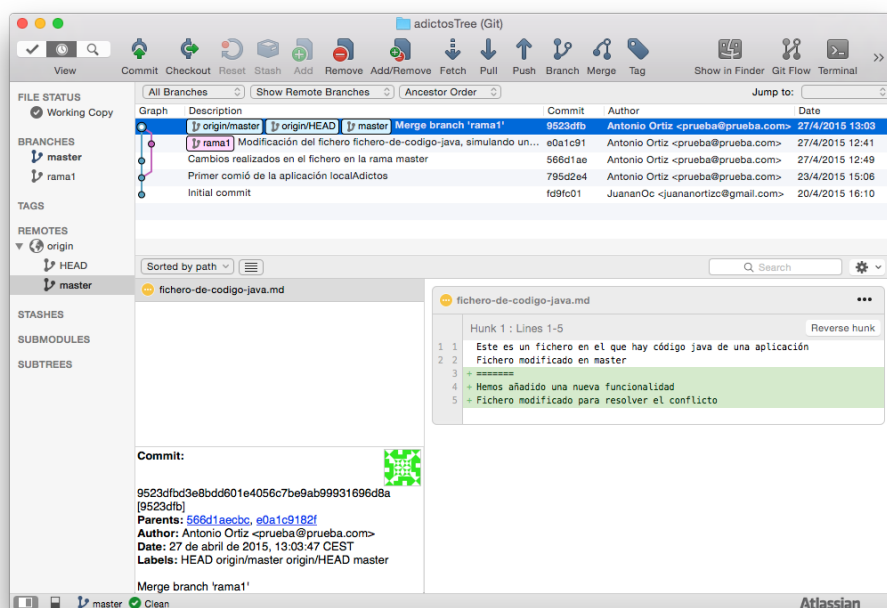 adictosTree (Git)
View Commit Checkout Reset Stash Add Remove Add/Remove Fetch Pull Push Branch Merge Tag Show in Finder Git Flow Terminal
FILE STATUS
Working Copy
BRANCHES
master
rama1
TAGS
REMOTES
origin
HEAD
master
STASHES
SUBMODULES
SUBTREES
All Branches Show Remote Branches Ancestor Order Jump to:
Graph Description Commit Author Date
origin/master origin/HEAD master Merge branch 'rama1' 9523dfb Antonio Ortiz <prueba@prueba.com> 27/4/2015 13:03
rama1 Modificación del fichero fichero-de-codigo-java, simulando un... e0a1c91 Antonio Ortiz <prueba@prueba.com> 27/4/2015 12:41
Cambios realizados en el fichero en la rama master 566d1ae Antonio Ortiz <prueba@prueba.com> 27/4/2015 12:49
Primer comió de la aplicación localAdictos 795d2e4 Antonio Ortiz <prueba@prueba.com> 23/4/2015 15:06
Initial commit fd9fc01 JuananOc <juananortizc@gmail.com> 20/4/2015 16:10
Sorted by path Search
fichero-de-codigo-java.md
fichero-de-codigo-java.md
Hunk 1 : Lines 1-5 Reverse hunk
1 1 Este es un fichero en el que hay código java de una aplicación
2 2 Fichero modificado en master
3 + =======
4 + Hemos añadido una nueva funcionalidad
5 + Fichero modificado para resolver el conflicto
Commit:
9523dfbd3e8bdd601e4056c7be9ab99931696d8a
[9523dfb]
Parents: 566d1aecbc, e0a1c9182f
Author: Antonio Ortiz <prueba@prueba.com>
Date: 27 de abril de 2015, 13:03:47 CEST
Labels: HEAD origin/master origin/HEAD master
Merge branch 'rama1'
master Clean Atlassian